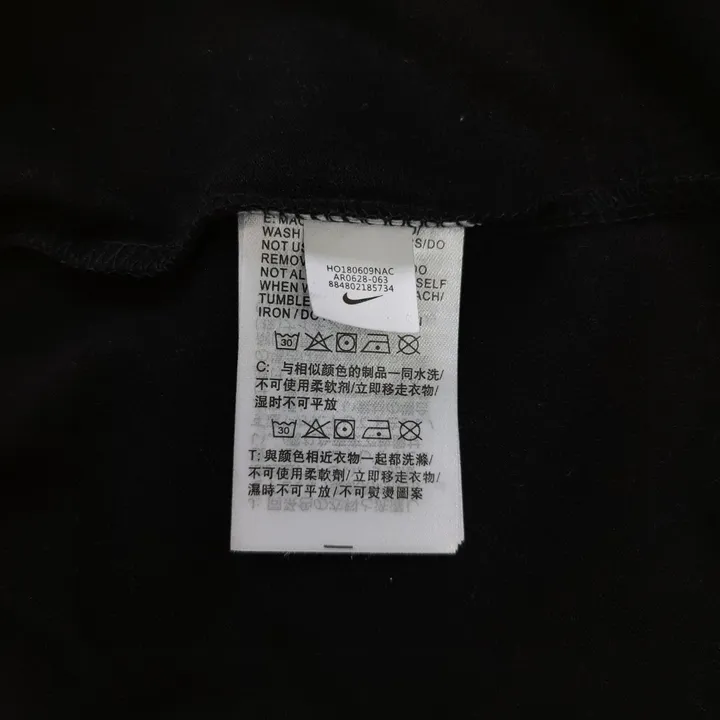 E: MAC
WASH
S/DO
NOT US
REMOV
OO
NOT AL
SELF
WHEN W
ACH/
TUMBLE
IRON/DO
HO180609NAC
AR0628-063
884802185734
30
C: 与相似颜色的制品一同水洗/
不可使用柔软剂/立即移走衣物/
湿时不可平放
30
T: 與颜色相近衣物一起都洗滌/
不可使用柔軟劑/立即移走衣物/
濕時不可平放/不可熨燙圖案